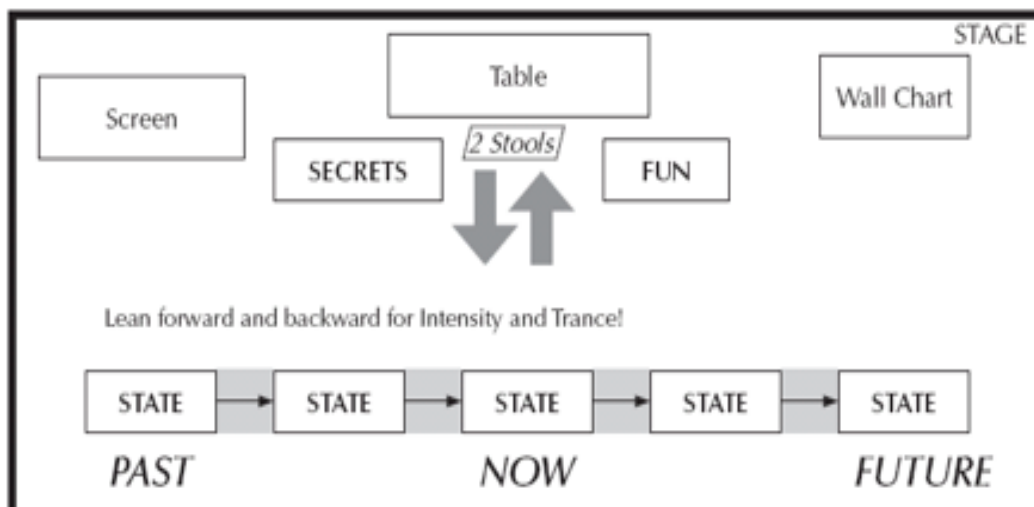 STAGE
Table
Screen
Wall Chart
2 Stools
SECRETS
FUN
Lean forward and backward for Intensity and Trance!
STATE STATE STATE STATE STATE
PAST NOW FUTURE